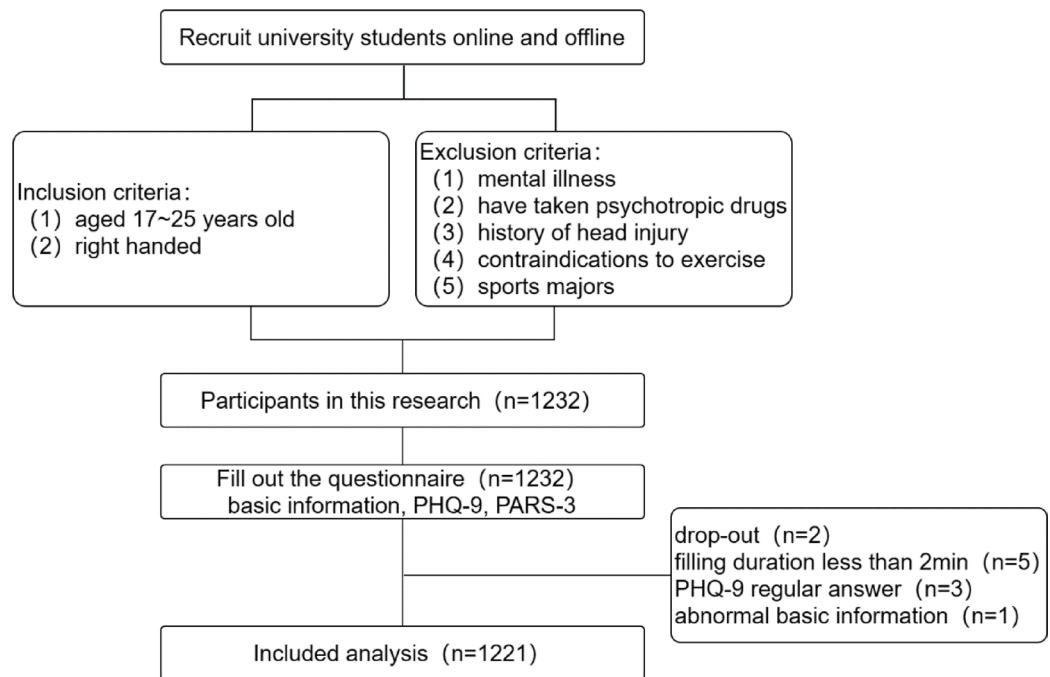 Recruit university students online and offline
Inclusion criteria:
(1) aged 17~25 years old
(2) right handed
Exclusion criteria:
(1) mental illness
(2) have taken psychotropic drugs
(3) history of head injury
(4) contraindications to exercise
(5) sports majors
Participants in this research (n=1232)
Fill out the questionnaire (n=1232)
basic information, PHQ-9, PARS-3
drop-out (n=2)
filling duration less than 2min (n=5)
PHQ-9 regular answer (n=3)
abnormal basic information (n=1)
Included analysis (n=1221)